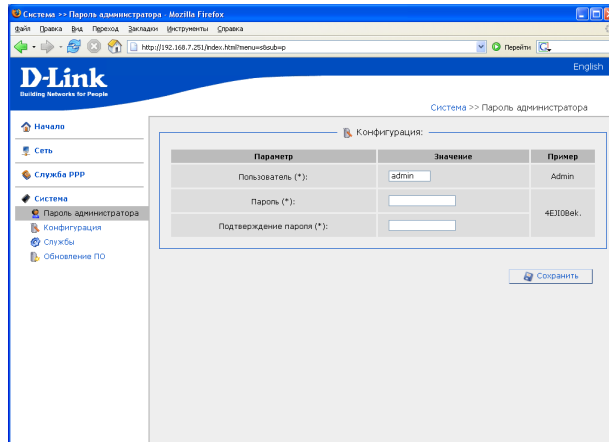 Система >> Пароль администратора - Mozilla Firefox
Файл Правка Вид Переход Закладки Инструменты Справка
http://192.168.7.251/index.html?menu=s&sub=p
Перейти
English
D-Link
Building Networks for People
Система >> Пароль администратора
Начало
Сеть
Служба PPP
Система
Пароль администратора
Конфигурация
Службы
Обновление ПО
Конфигурация:
Параметр Значение Пример
Пользователь (*): admin Admin
Пароль (*):
4EJI0Bek.
Подтверждение пароля (*):
Сохранить